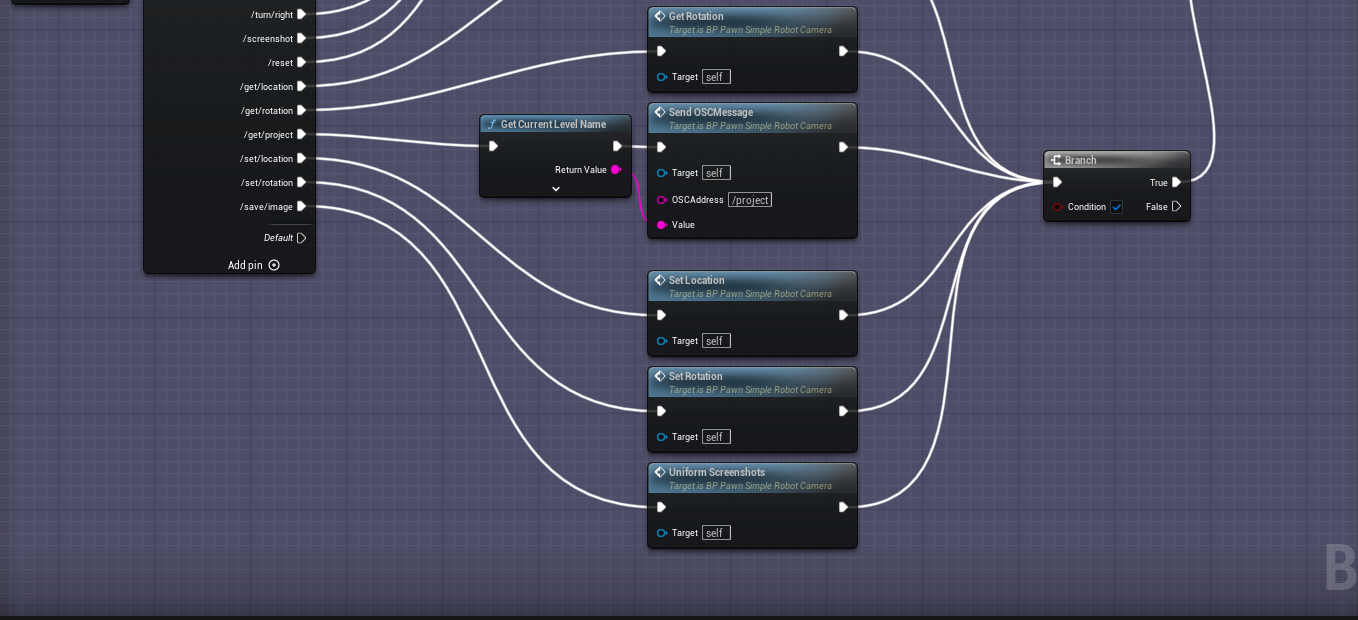 /turn/right
/screenshot
/reset
/get/location
/get/rotation
/get/project
/set/location
/set/rotation
/save/image
Default
Add pin
Get Current Level Name
Return Value
Get Rotation
Target is BP Pawn Simple Robot Camera
Target self
Send OSCMessage
Target is BP Pawn Simple Robot Camera
Target self
OSCAddress /project
Value
Set Location
Target is BP Pawn Simple Robot Camera
Target self
Set Rotation
Target is BP Pawn Simple Robot Camera
Target self
Uniform Screenshots
Target is BP Pawn Simple Robot Camera
Target self
Branch
True
Condition False
B